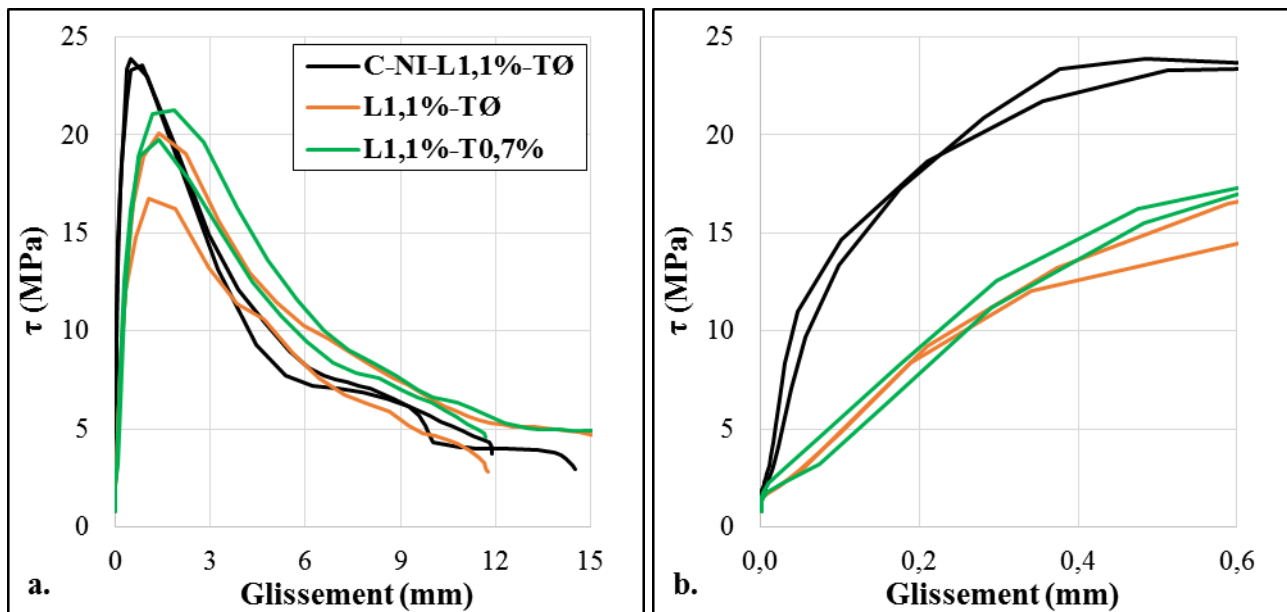 25
20
15
10
5
0
τ (MPa)
C-NI-L1,1%-TØ
L1,1%-TØ
L1,1%-T0,7%
0 3 6 9 12 15
a. Glissement (mm)
25
20
15
10
5
0
τ (MPa)
0,0 0,2 0,4 0,6
b. Glissement (mm)